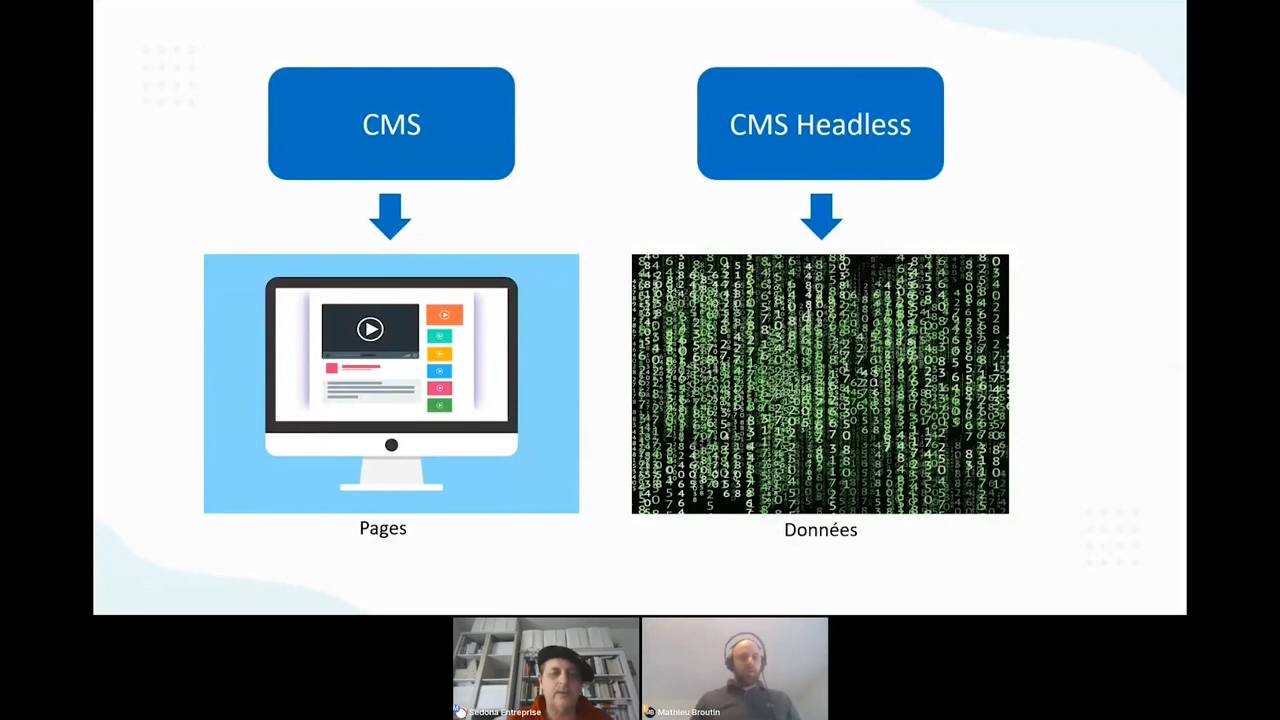 CMS
CMS Headless
Pages
Données
Sedona Entreprise
Mathieu Broutin